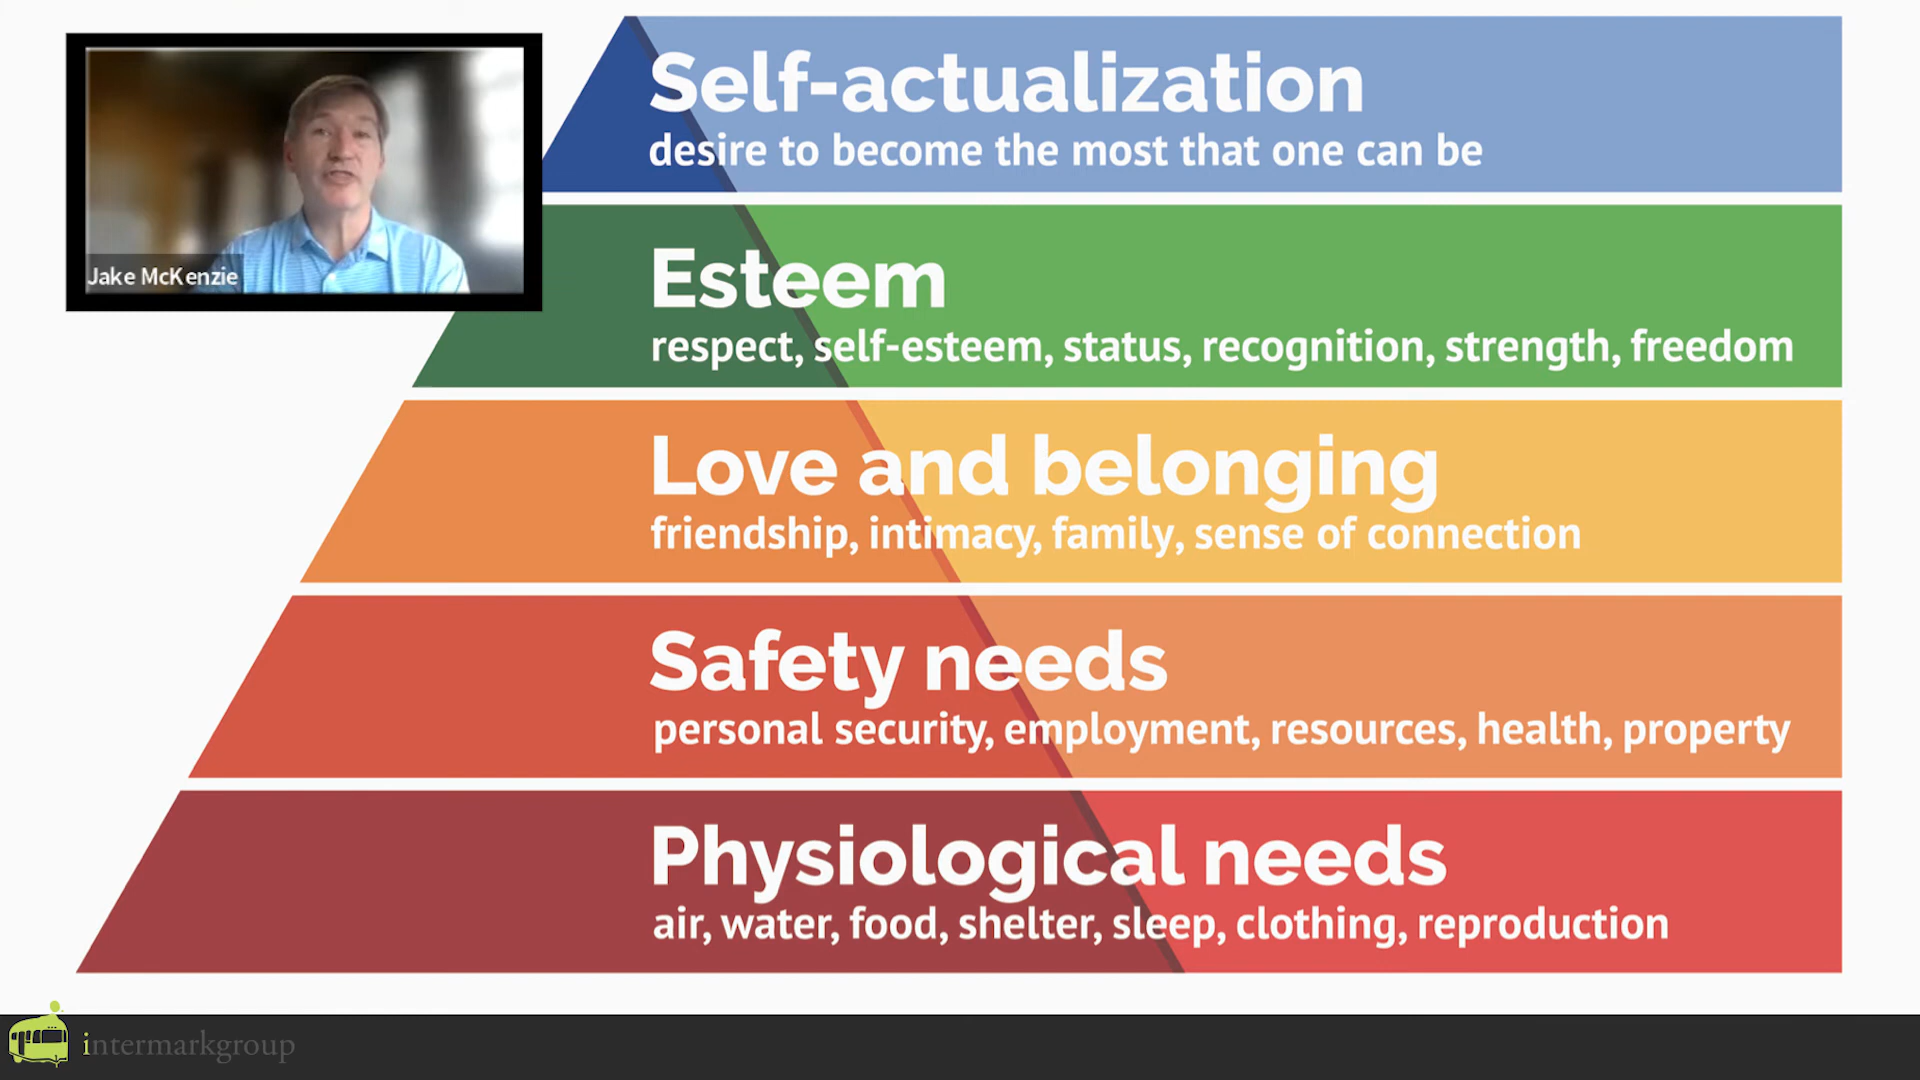 Self-actualization
desire to become the most that one can be
Jake McKenzie
Esteem
respect, self-esteem, status, recognition, strength, freedom
Love and belonging
friendship, intimacy, family, sense of connection
Safety needs
personal security, employment, resources, health, property
Physiological needs
air, water, food, shelter, sleep, clothing, reproduction
intermarkgroup